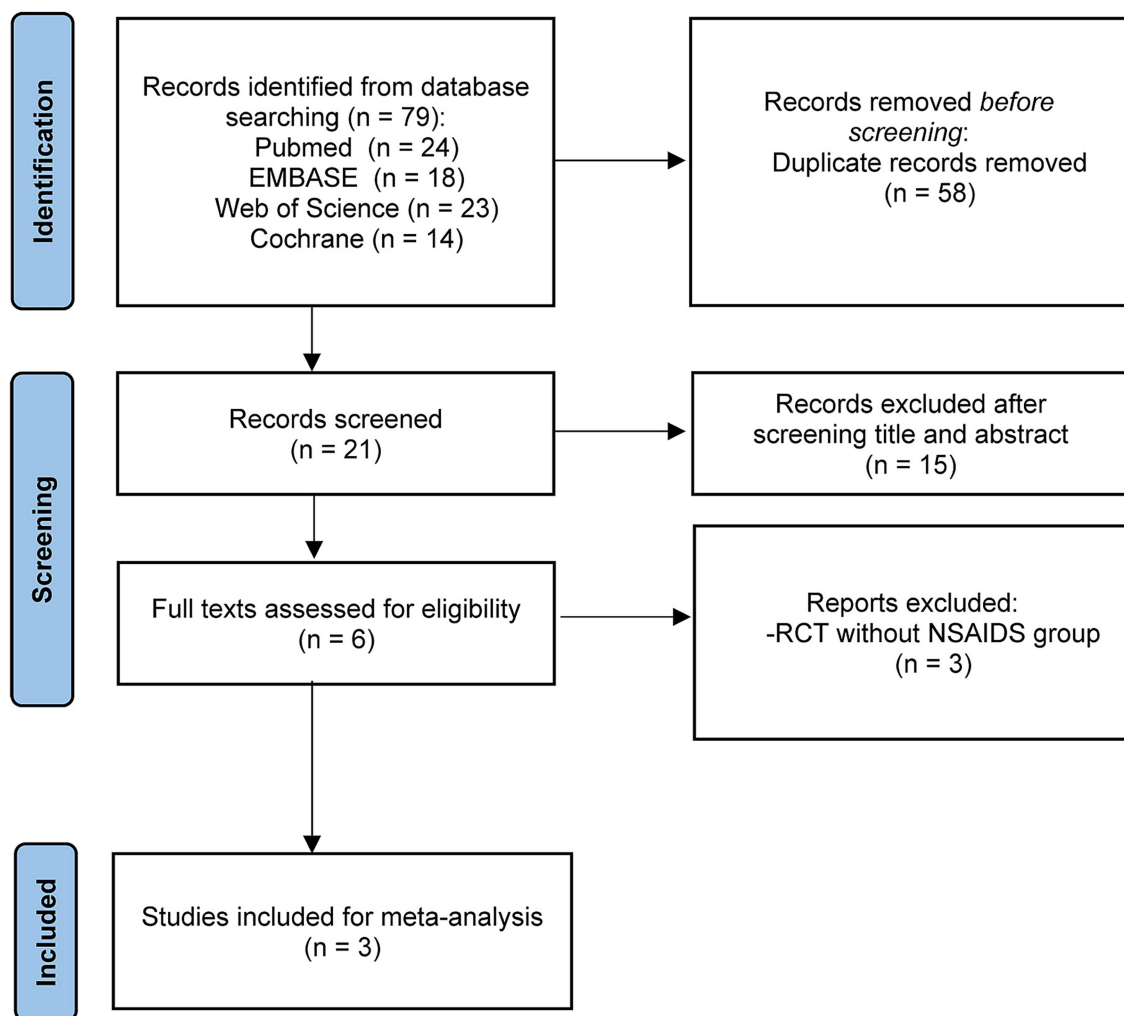 Identification
Records identified from database
searching (n = 79):
Pubmed (n = 24)
EMBASE (n = 18)
Web of Science (n = 23)
Cochrane (n = 14)
Records removed before
screening:
Duplicate records removed
(n = 58)
Screening
Records screened
(n = 21)
Records excluded after
screening title and abstract
(n = 15)
Full texts assessed for eligibility
(n = 6)
Reports excluded:
-RCT without NSAIDS group
(n = 3)
Included
Studies included for meta-analysis
(n = 3)